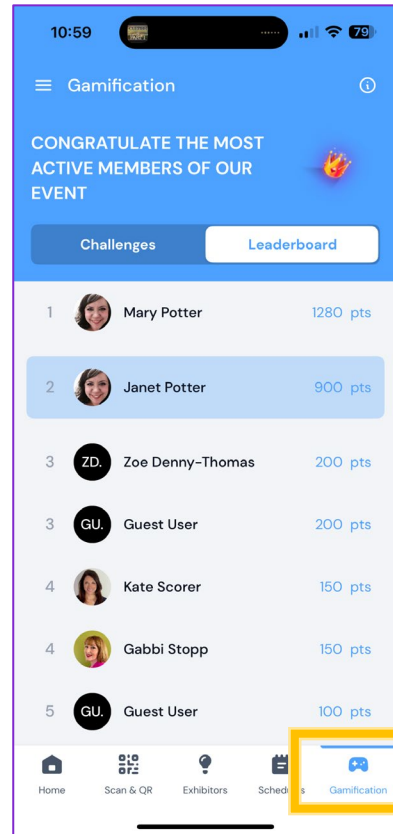 10:59
79
Gamification
CONGRATULATE THE MOST
ACTIVE MEMBERS OF OUR
EVENT
Challenges Leaderboard
1 Mary Potter 1280 pts
2 Janet Potter 900 pts
3 ZD. Zoe Denny-Thomas 200 pts
3 GU. Guest User 200 pts
4 Kate Scorer 150 pts
4 Gabbi Stopp 150 pts
5 GU. Guest User 100 pts
Home Scan & QR Exhibitors Sched s Gamification